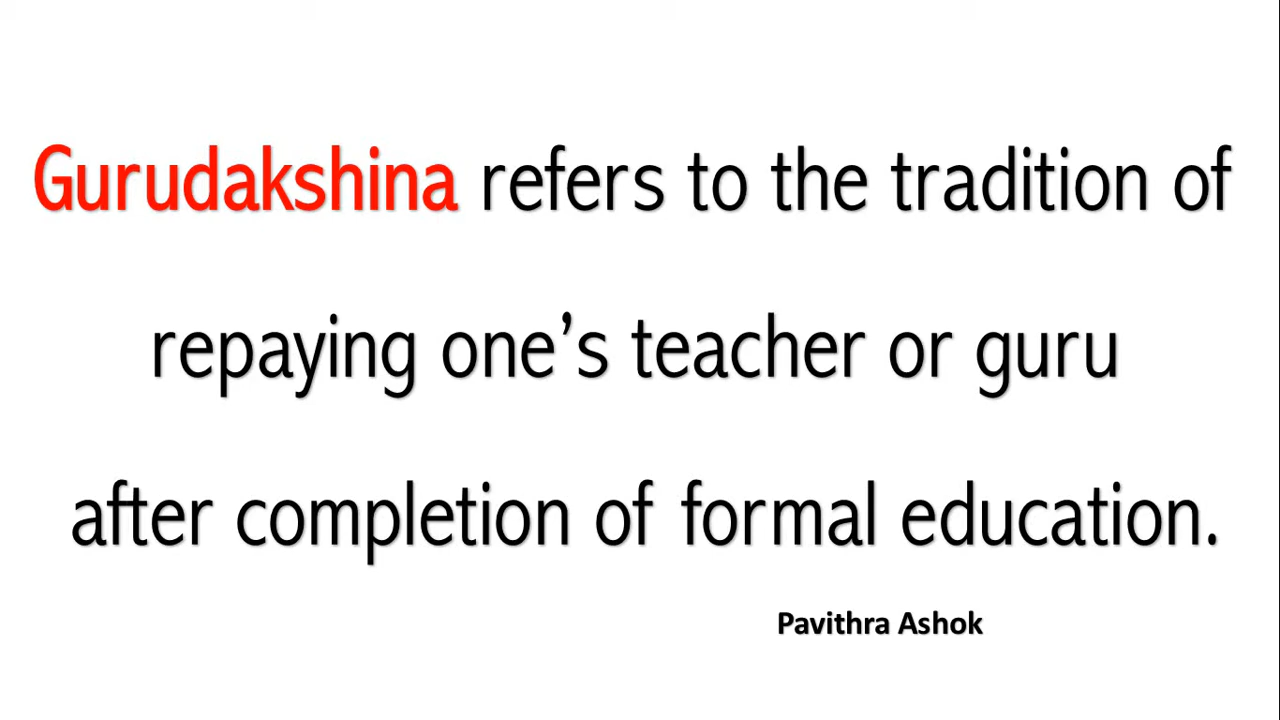 Gurudakshina refers to the tradition of
repaying one’s teacher or guru
after completion of formal education.
Pavithra Ashok